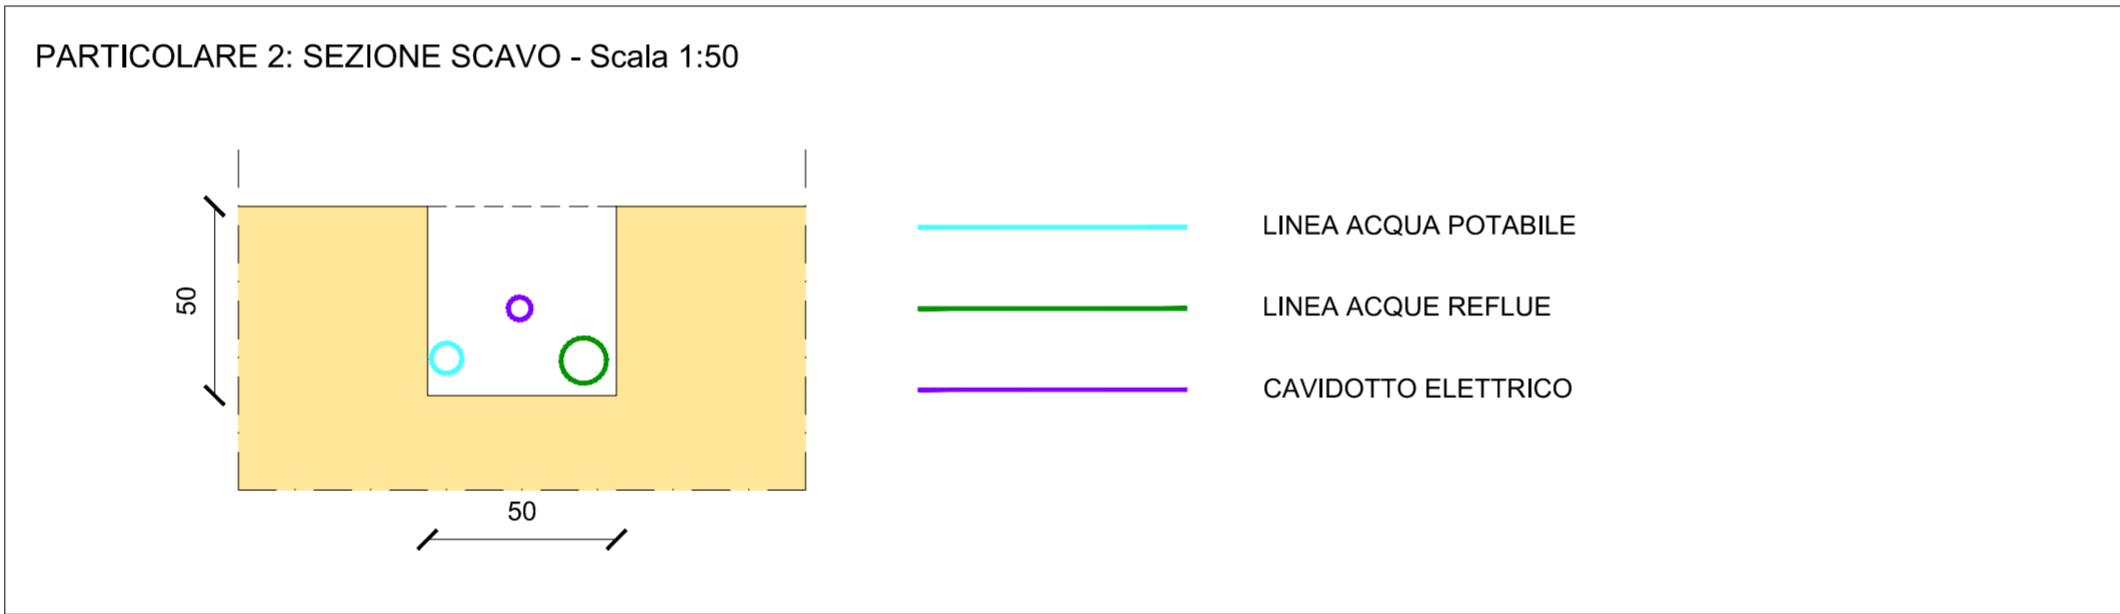 PARTICOLARE 2: SEZIONE SCAVO - Scala 1:50
LINEA ACQUA POTABILE
50
LINEA ACQUE REFLUE
CAVIDOTTO ELETTRICO
50